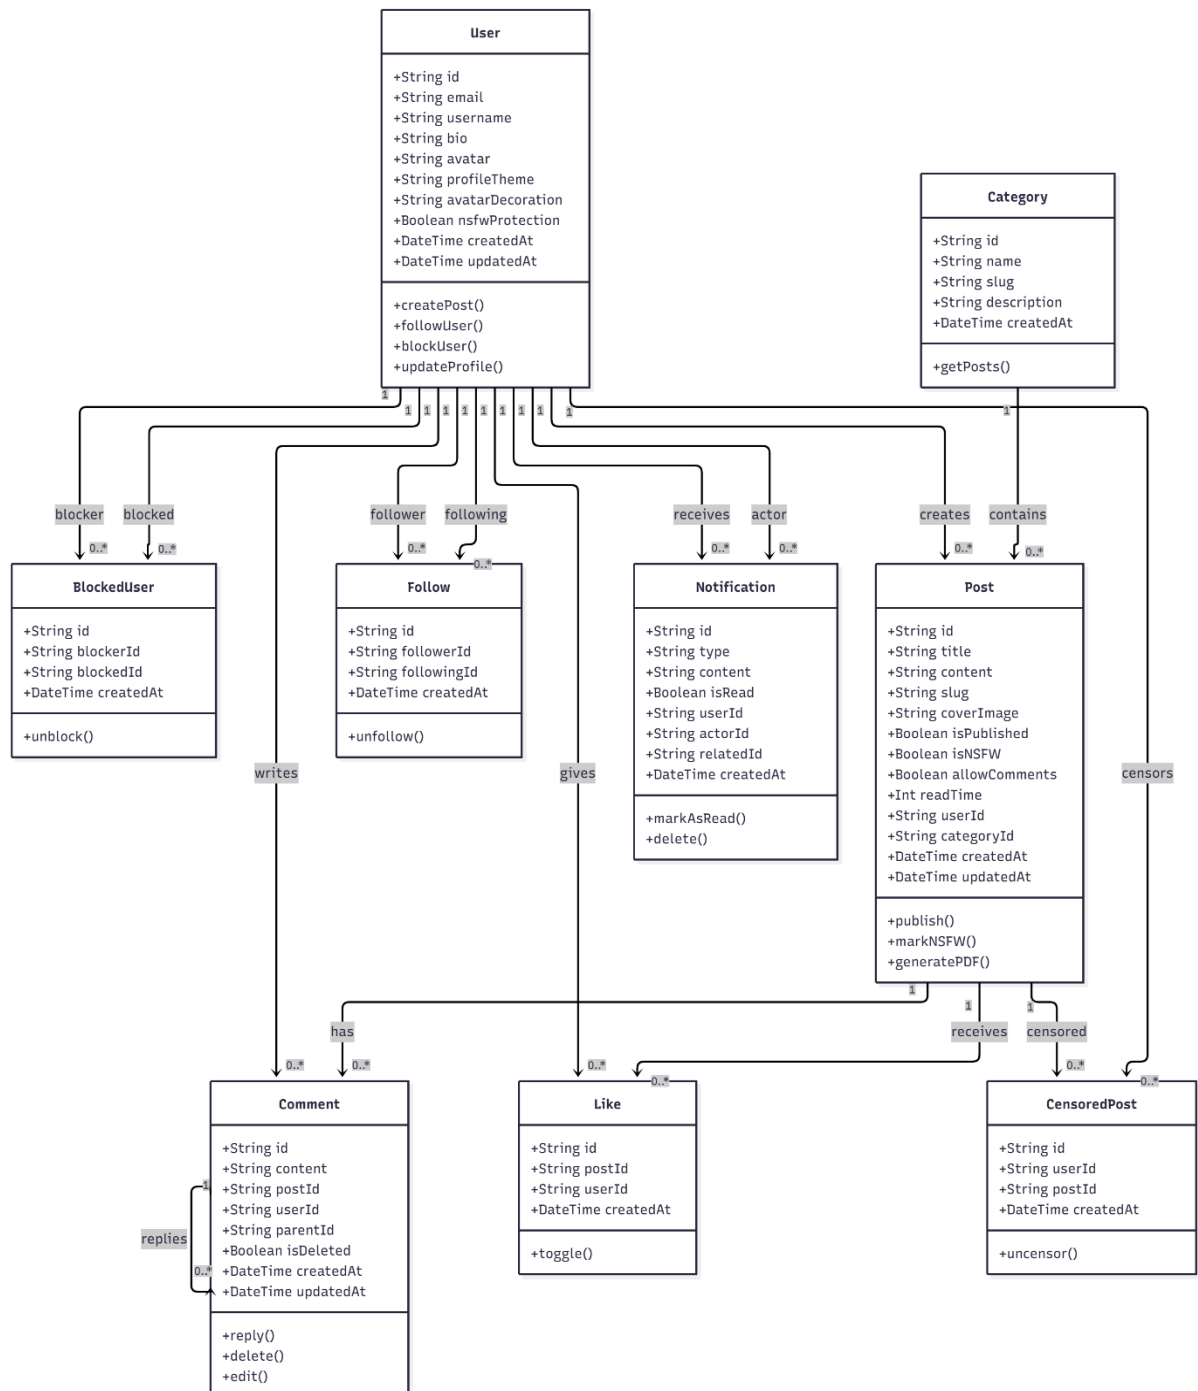 User
+String id
+String email
+String username
+String bio
+String avatar
+String profileTheme
+String avatarDecoration
+Boolean nsfwProtection
+DateTime createdAt
+DateTime updatedAt
+createPost()
+followUser()
+blockUser()
+updateProfile()
Category
+String id
+String name
+String slug
+String description
+DateTime createdAt
+getPosts()
1
1
1
1
1
1
1
1
1
1
1
blocker
blocked
follower
following
receives
actor
creates
contains
0..*
0..*
0..*
0..*
0..*
0..*
0..*
0..*
BlockedUser
+String id
+String blockerId
+String blockedId
+DateTime createdAt
+unblock()
Follow
+String id
+String followerId
+String followingId
+DateTime createdAt
+unfollow()
Notification
+String id
+String type
+String content
+Boolean isRead
+String userId
+String actorId
+String relatedId
+DateTime createdAt
+markAsRead()
+delete()
Post
+String id
+String title
+String content
+String slug
+String coverImage
+Boolean isPublished
+Boolean isNSFW
+Boolean allowComments
+Int readTime
+String userId
+String categoryId
+DateTime createdAt
+DateTime updatedAt
+publish()
+markNSFW()
+generatePDF()
writes
gives
censors
1
1
1
has
receives
censored
0..*
0..*
0..*
0..*
0..*
0..*
Comment
+String id
+String content
+String postId
+String userId
+String parentId
+Boolean isDeleted
+DateTime createdAt
+DateTime updatedAt
+reply()
+delete()
+edit()
1
replies
0..*
Like
+String id
+String postId
+String userId
+DateTime createdAt
+toggle()
CensoredPost
+String id
+String userId
+String postId
+DateTime createdAt
+uncensor()